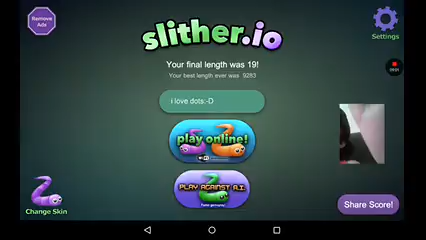 Remove
Ads
slither.io
Settings
Your final length was 19!
Your best length ever was 9283
i love dots:-D
play online!
PLAY AGAINST A.I.
Change Skin
Share Score!